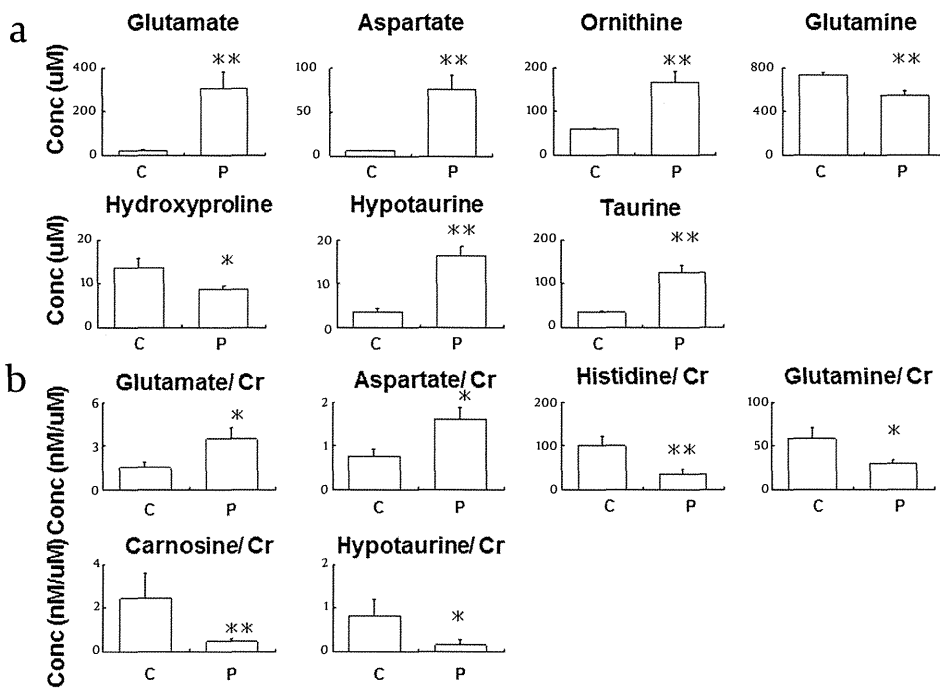 a
Glutamate Aspartate Ornithine Glutamine
Conc (uM)
400 200 0 ** C P
100 50 0 ** C P
200 100 0 ** C P
800 400 0 ** C P
Hydroxyproline Hypotaurine Taurine
Conc (uM)
20 10 0 * C P
20 10 0 ** C P
200 100 0 ** C P
b
Glutamate/ Cr Aspartate/ Cr Histidine/ Cr Glutamine/ Cr
Conc (nM/uM)
6 3 0 * C P
2 1 0 * C P
200 100 0 ** C P
100 50 0 * C P
Carnosine/ Cr Hypotaurine/ Cr
Conc (nM/uM)
4 2 0 ** C P
2 1 0 * C P